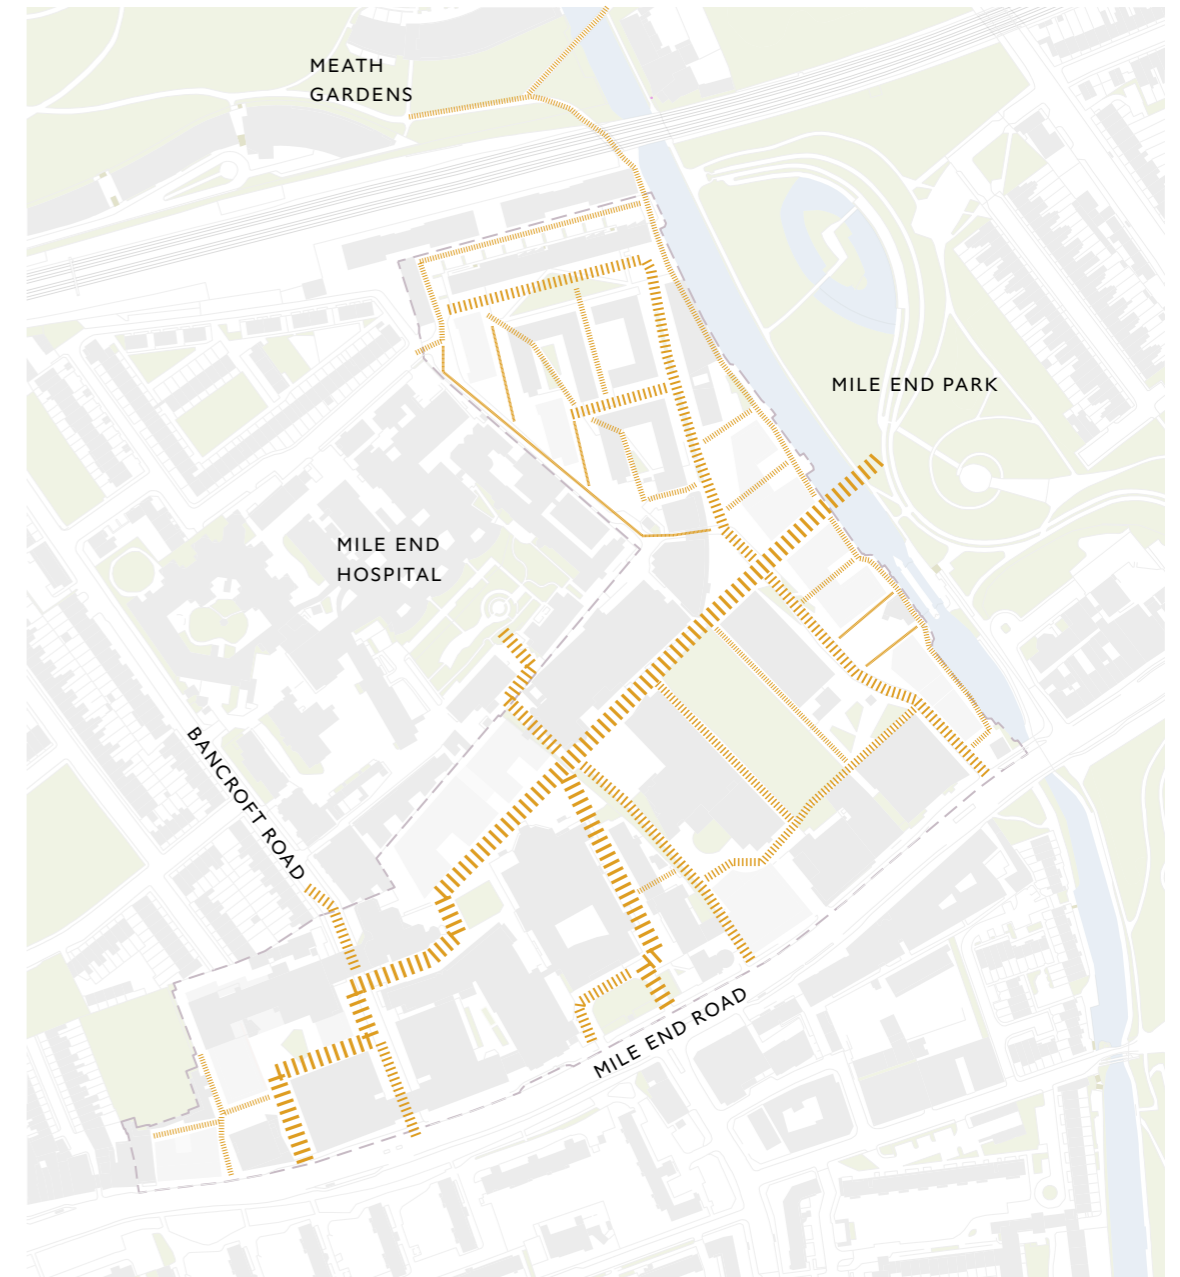 MEATH
GARDENS
MILE END PARK
MILE END
HOSPITAL
BANCROFT ROAD
MILE END ROAD